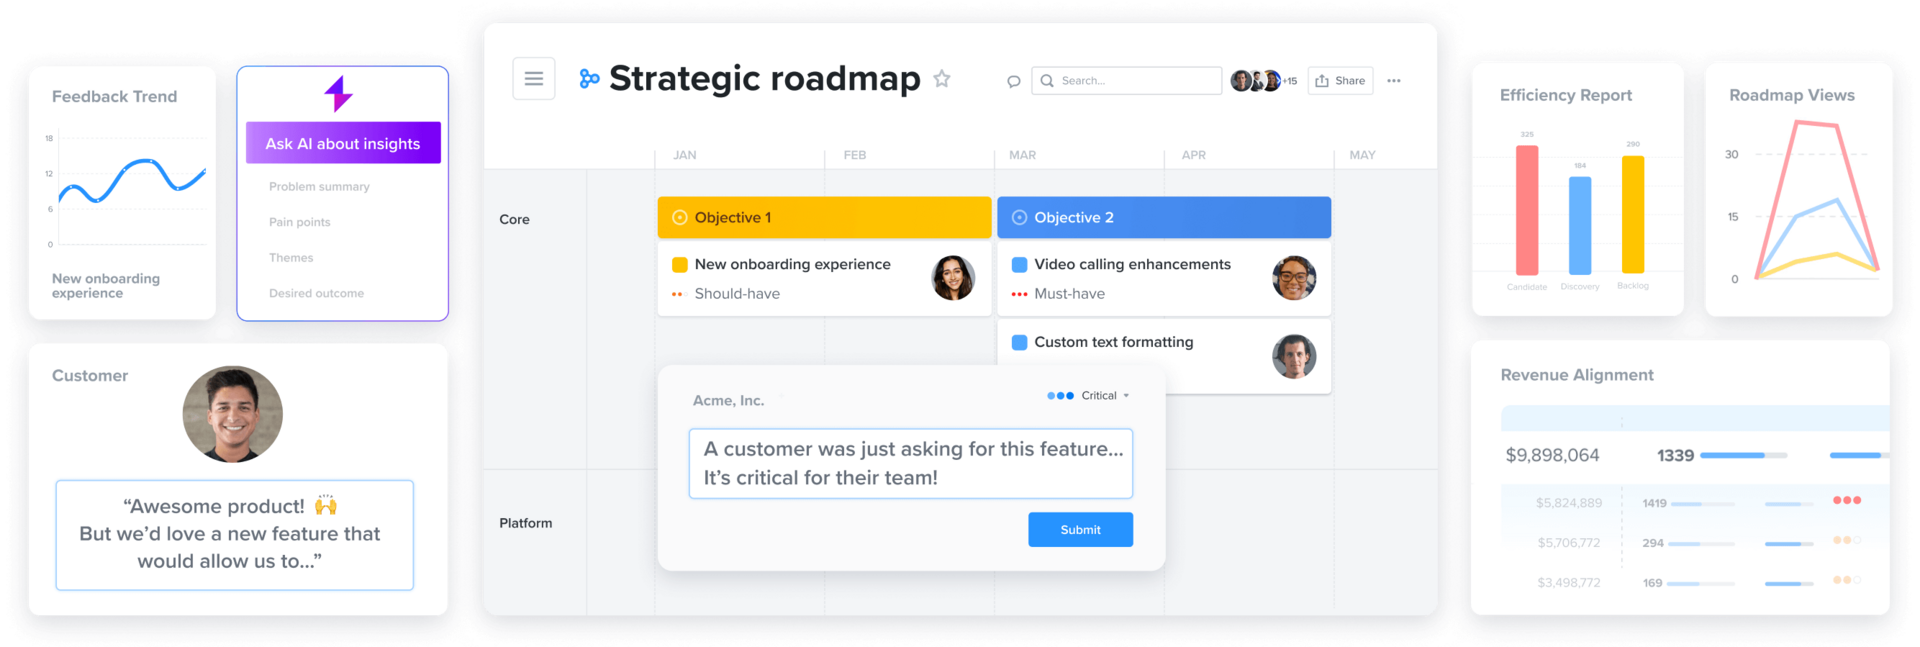 Feedback Trend
18
12
6
0
New onboarding
experience
Ask AI about insights
Problem summary
Pain points
Themes
Desired outcome
Customer
“Awesome product! 🙌
But we’d love a new feature that
would allow us to...”
Strategic roadmap
Search...
+15
Share
JAN
FEB
MAR
APR
MAY
Core
Objective 1
New onboarding experience
Should-have
Objective 2
Video calling enhancements
Must-have
Custom text formatting
Acme, Inc.
Critical
A customer was just asking for this feature...
It’s critical for their team!
Submit
Platform
Efficiency Report
325
184
290
Candidate
Discovery
Backlog
Roadmap Views
30
15
0
Revenue Alignment
$9,898,064 1339
$5,824,889 1419
$5,706,772 294
$3,498,772 169